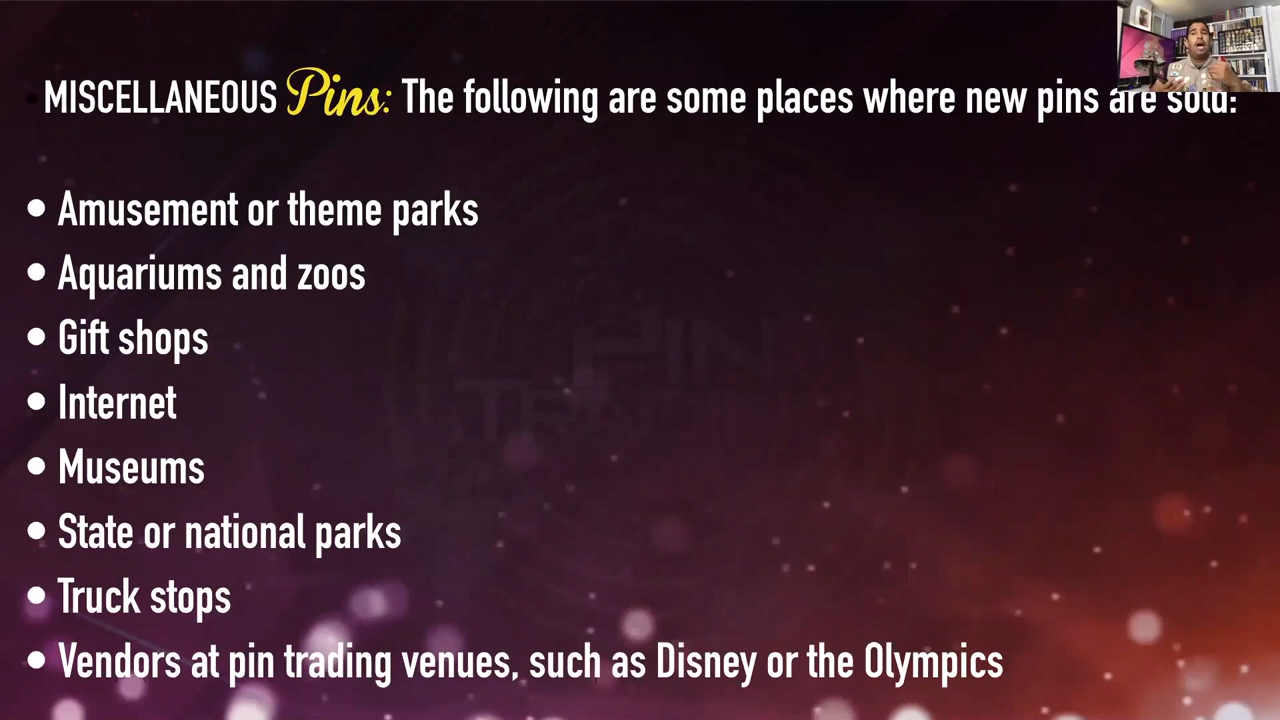 MISCELLANEOUS Pins: The following are some places where new pins are sold:
• Amusement or theme parks
• Aquariums and zoos
• Gift shops
• Internet
• Museums
• State or national parks
• Truck stops
• Vendors at pin trading venues, such as Disney or the Olympics
PIN
TRADING